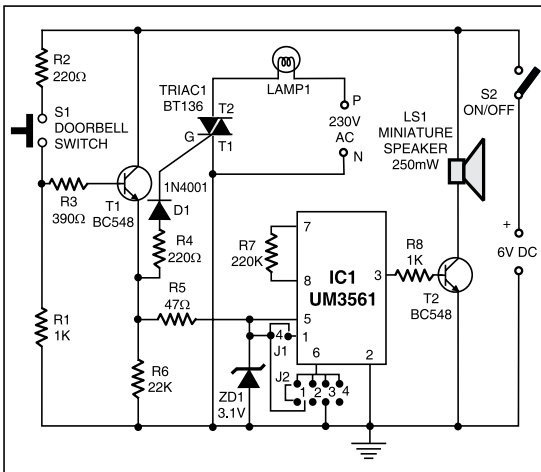 R2
220Ω
S1
DOORBELL
SWITCH
R3
390Ω
R1
1K
T1
BC548
TRIAC1
BT136
G
T2
T1
1N4001
D1
R4
220Ω
R5
47Ω
R6
22K
ZD1
3.1V
LAMP1
P
230V
AC
N
R7
220K
7
8
IC1
UM3561
3
5
4
1
J1
6
2
J2
1 2 3 4
R8
1K
T2
BC548
LS1
MINIATURE
SPEAKER
250mW
S2
ON/OFF
+
6V DC